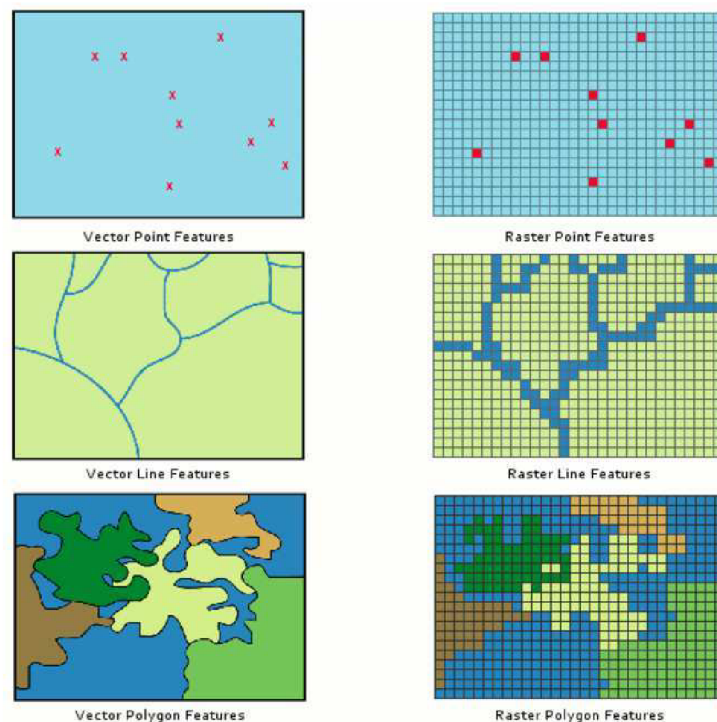 Vector Point Features
Raster Point Features
Vector Line Features
Raster Line Features
Vector Polygon Features
Raster Polygon Features